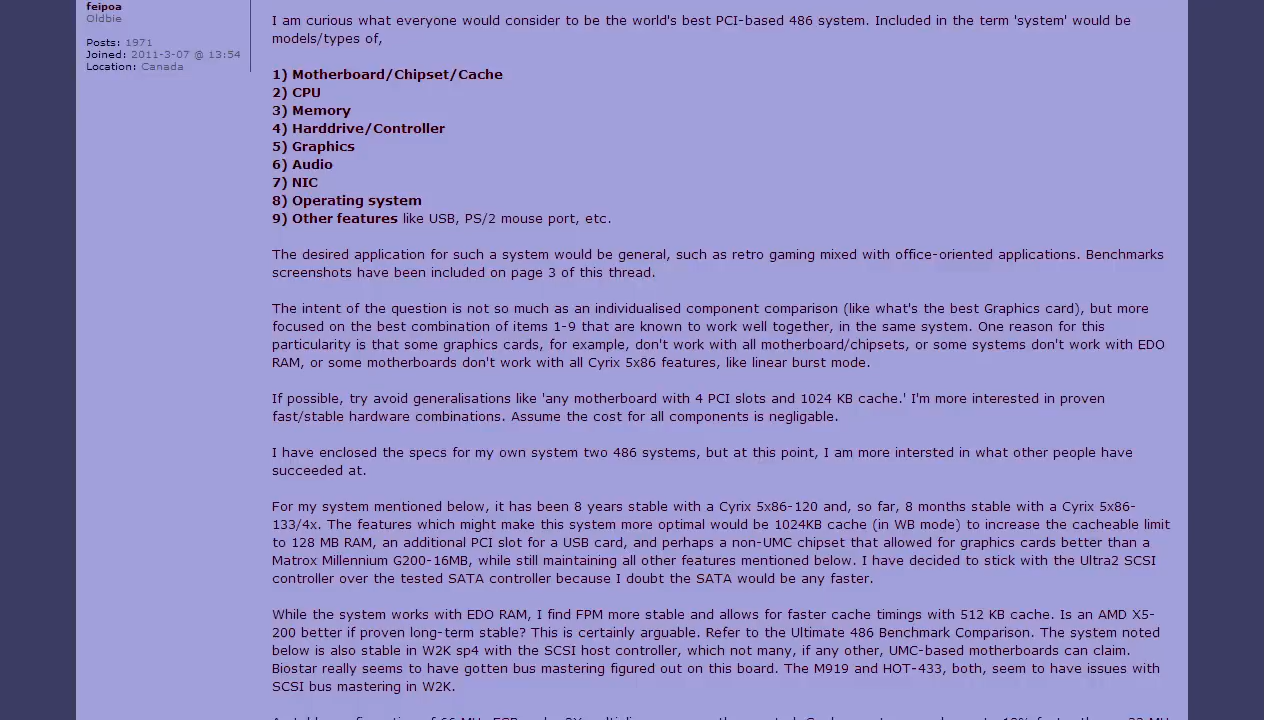 feipoa
Oldbie
Posts: 1971
Joined: 2011-3-07 @ 13:54
Location: Canada
I am curious what everyone would consider to be the world's best PCI-based 486 system. Included in the term 'system' would be
models/types of,
1) Motherboard/Chipset/Cache
2) CPU
3) Memory
4) Harddrive/Controller
5) Graphics
6) Audio
7) NIC
8) Operating system
9) Other features like USB, PS/2 mouse port, etc.
The desired application for such a system would be general, such as retro gaming mixed with office-oriented applications. Benchmarks
screenshots have been included on page 3 of this thread.
The intent of the question is not so much as an individualised component comparison (like what's the best Graphics card), but more
focused on the best combination of items 1-9 that are known to work well together, in the same system. One reason for this
particularity is that some graphics cards, for example, don't work with all motherboard/chipsets, or some systems don't work with EDO
RAM, or some motherboards don't work with all Cyrix 5x86 features, like linear burst mode.
If possible, try avoid generalisations like 'any motherboard with 4 PCI slots and 1024 KB cache.' I'm more interested in proven
fast/stable hardware combinations. Assume the cost for all components is negligable.
I have enclosed the specs for my own system two 486 systems, but at this point, I am more intersted in what other people have
succeeded at.
For my system mentioned below, it has been 8 years stable with a Cyrix 5x86-120 and, so far, 8 months stable with a Cyrix 5x86-
133/4x. The features which might make this system more optimal would be 1024KB cache (in WB mode) to increase the cacheable limit
to 128 MB RAM, an additional PCI slot for a USB card, and perhaps a non-UMC chipset that allowed for graphics cards better than a
Matrox Millennium G200-16MB, while still maintaining all other features mentioned below. I have decided to stick with the Ultra2 SCSI
controller over the tested SATA controller because I doubt the SATA would be any faster.
While the system works with EDO RAM, I find FPM more stable and allows for faster cache timings with 512 KB cache. Is an AMD X5-
200 better if proven long-term stable? This is certainly arguable. Refer to the Ultimate 486 Benchmark Comparison. The system noted
below is also stable in W2K sp4 with the SCSI host controller, which not many, if any other, UMC-based motherboards can claim.
Biostar really seems to have gotten bus mastering figured out on this board. The M919 and HOT-433, both, seem to have issues with
SCSI bus mastering in W2K.